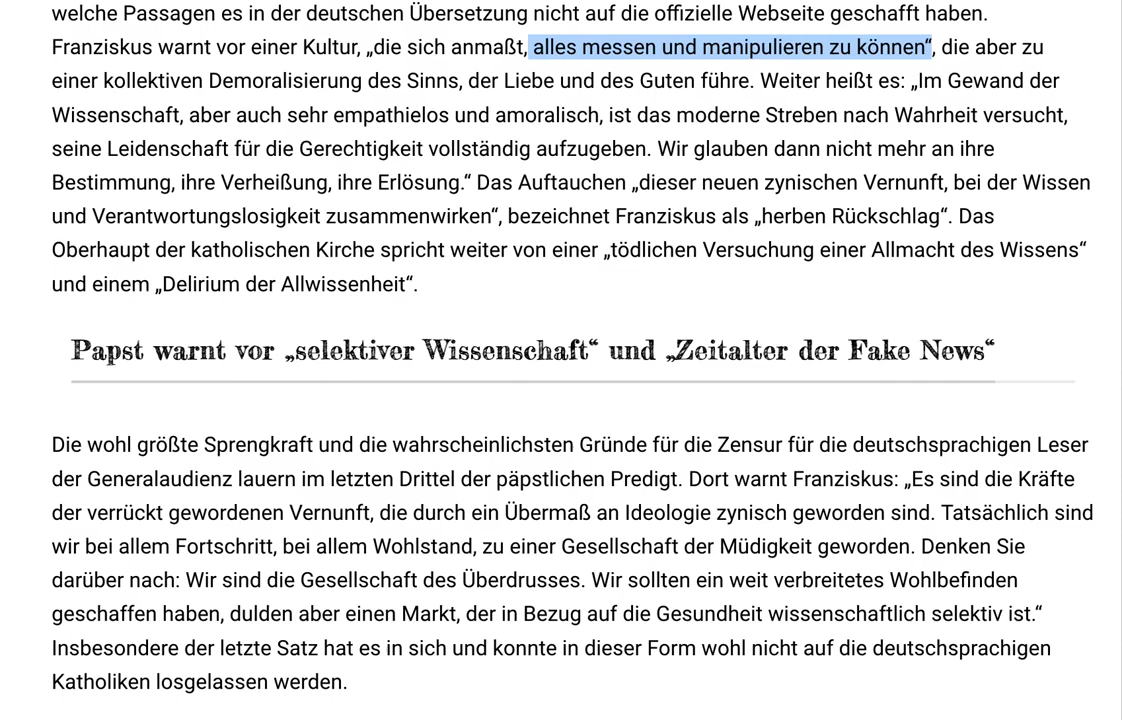 welche Passagen es in der deutschen Übersetzung nicht auf die offizielle Webseite geschafft haben.
Franziskus warnt vor einer Kultur, „die sich anmaßt, alles messen und manipulieren zu können“, die aber zu
einer kollektiven Demoralisierung des Sinns, der Liebe und des Guten führe. Weiter heißt es: „Im Gewand der
Wissenschaft, aber auch sehr empathielos und amoralisch, ist das moderne Streben nach Wahrheit versucht,
seine Leidenschaft für die Gerechtigkeit vollständig aufzugeben. Wir glauben dann nicht mehr an ihre
Bestimmung, ihre Verheißung, ihre Erlösung.“ Das Auftauchen „dieser neuen zynischen Vernunft, bei der Wissen
und Verantwortungslosigkeit zusammenwirken“, bezeichnet Franziskus als „herben Rückschlag“. Das
Oberhaupt der katholischen Kirche spricht weiter von einer „tödlichen Versuchung einer Allmacht des Wissens“
und einem „Delirium der Allwissenheit“.
Papst warnt vor „selektiver Wissenschaft“ und „Zeitalter der Fake News“
Die wohl größte Sprengkraft und die wahrscheinlichsten Gründe für die Zensur für die deutschsprachigen Leser
der Generalaudienz lauern im letzten Drittel der päpstlichen Predigt. Dort warnt Franziskus: „Es sind die Kräfte
der verrückt gewordenen Vernunft, die durch ein Übermaß an Ideologie zynisch geworden sind. Tatsächlich sind
wir bei allem Fortschritt, bei allem Wohlstand, zu einer Gesellschaft der Müdigkeit geworden. Denken Sie
darüber nach: Wir sind die Gesellschaft des Überdrusses. Wir sollten ein weit verbreitetes Wohlbefinden
geschaffen haben, dulden aber einen Markt, der in Bezug auf die Gesundheit wissenschaftlich selektiv ist.“
Insbesondere der letzte Satz hat es in sich und konnte in dieser Form wohl nicht auf die deutschsprachigen
Katholiken losgelassen werden.